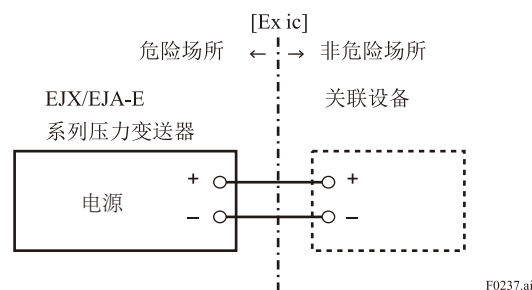 [Ex ic]
危险场所 ← → 非危险场所
EJX/EJA-E
系列压力变送器
关联设备
电源
+ +
− −
F0237.ai